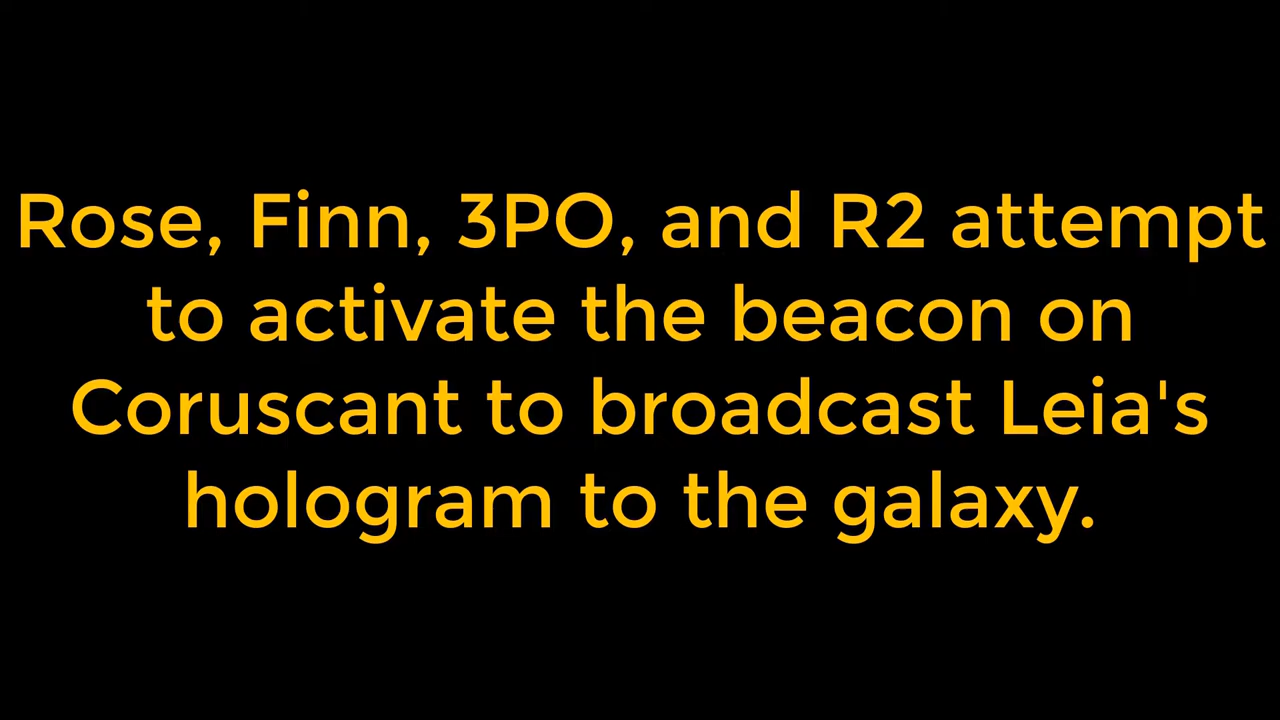 Rose, Finn, 3PO, and R2 attempt
to activate the beacon on
Coruscant to broadcast Leia's
hologram to the galaxy.